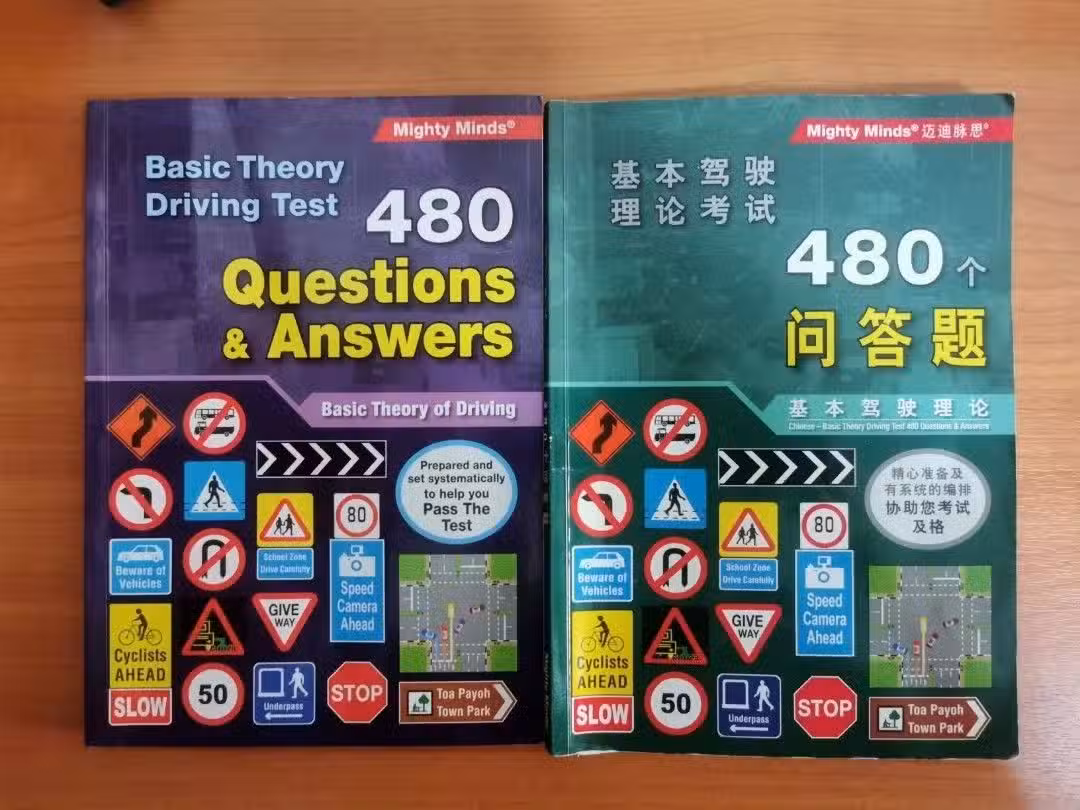 Mighty Minds®
Basic Theory
Driving Test
480
Questions
& Answers
Basic Theory of Driving
Prepared and
set systematically
to help you
Pass The
Test
80
School Zone
Drive Carefully
Beware of
Vehicles
Speed
Camera
Ahead
GIVE
WAY
Cyclists
AHEAD
SLOW
50
Underpass
STOP
Toa Payoh
Town Park
Mighty Minds® 迈迪脉思®
基本驾驶
理论考试
480个
问答题
基本驾驶理论
Chinese – Basic Theory Driving Test 480 Questions & Answers
精心准备及
有系统的编排
协助您考试
及格
80
School Zone
Drive Carefully
Beware of
Vehicles
Speed
Camera
Ahead
GIVE
WAY
Cyclists
AHEAD
SLOW
50
Underpass
STOP
Toa Payoh
Town Park